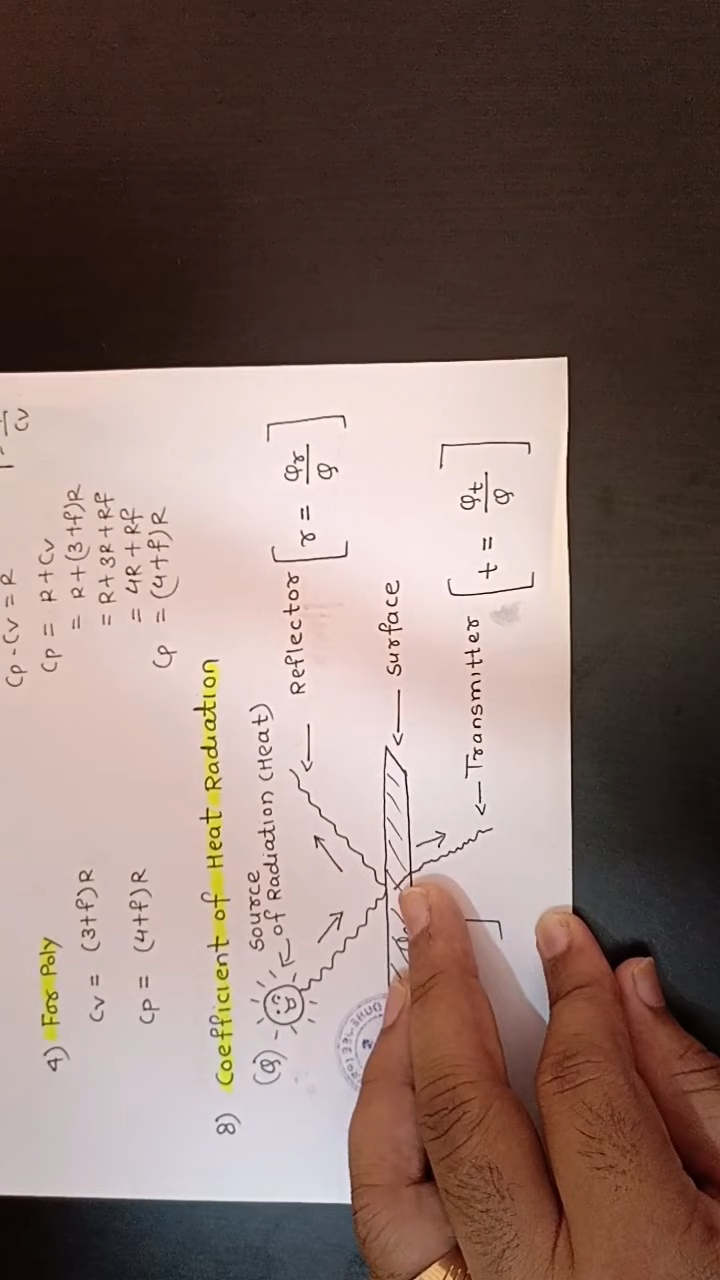 Cp - Cv = R
Cv
4) For Poly
Cv = (3+f)R
Cp = (4+f)R
Cp = R + Cv
= R + (3+f)R
= R + 3R + Rf
= 4R + Rf
Cp = (4+f)R
8) Coefficient of Heat Radiation
(Q)
Source
of Radiation (Heat)
Reflector [r = Qr/Q]
Surface
Transmitter [t = Qt/Q]